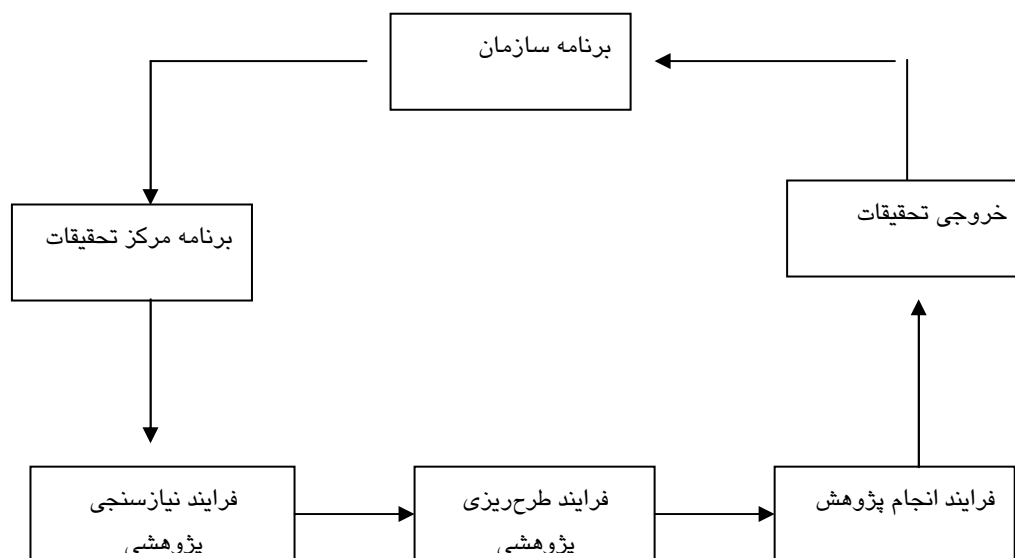 برنامه سازمان
خروجی تحقیقات
برنامه مرکز تحقیقات
فرایند انجام پژوهش
فرایند طرح‌ریزی
پژوهشی
فرایند نیازسنجی
پژوهشی